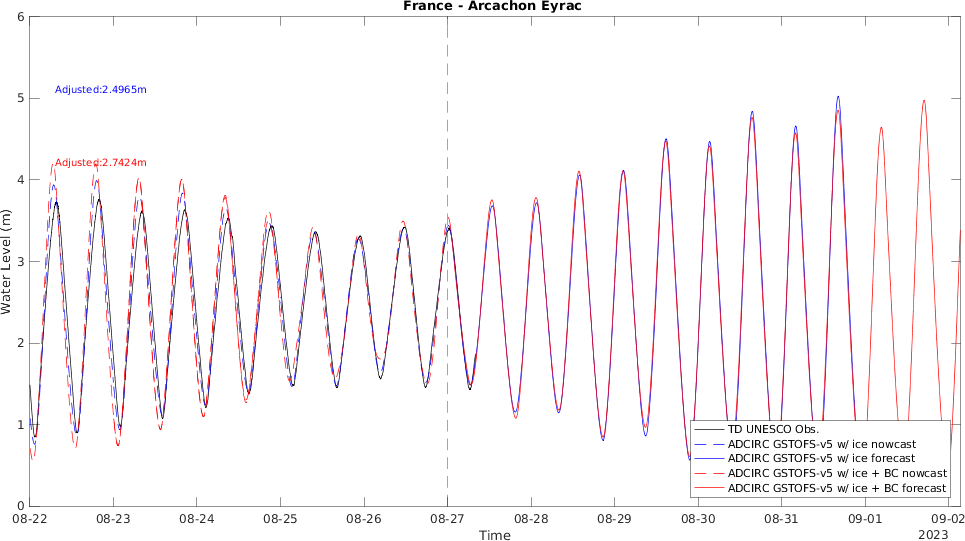 France - Arcachon Eyrac
6
5
4
3
2
1
0
Water Level (m)
Adjusted:2.4965m
Adjusted:2.7424m
TD UNESCO Obs.
ADCIRC GSTOFS-v5 w/ ice nowcast
ADCIRC GSTOFS-v5 w/ ice forecast
ADCIRC GSTOFS-v5 w/ ice + BC nowcast
ADCIRC GSTOFS-v5 w/ ice + BC forecast
08-22 08-23 08-24 08-25 08-26 08-27 08-28 08-29 08-30 08-31 09-01 09-02
Time
2023